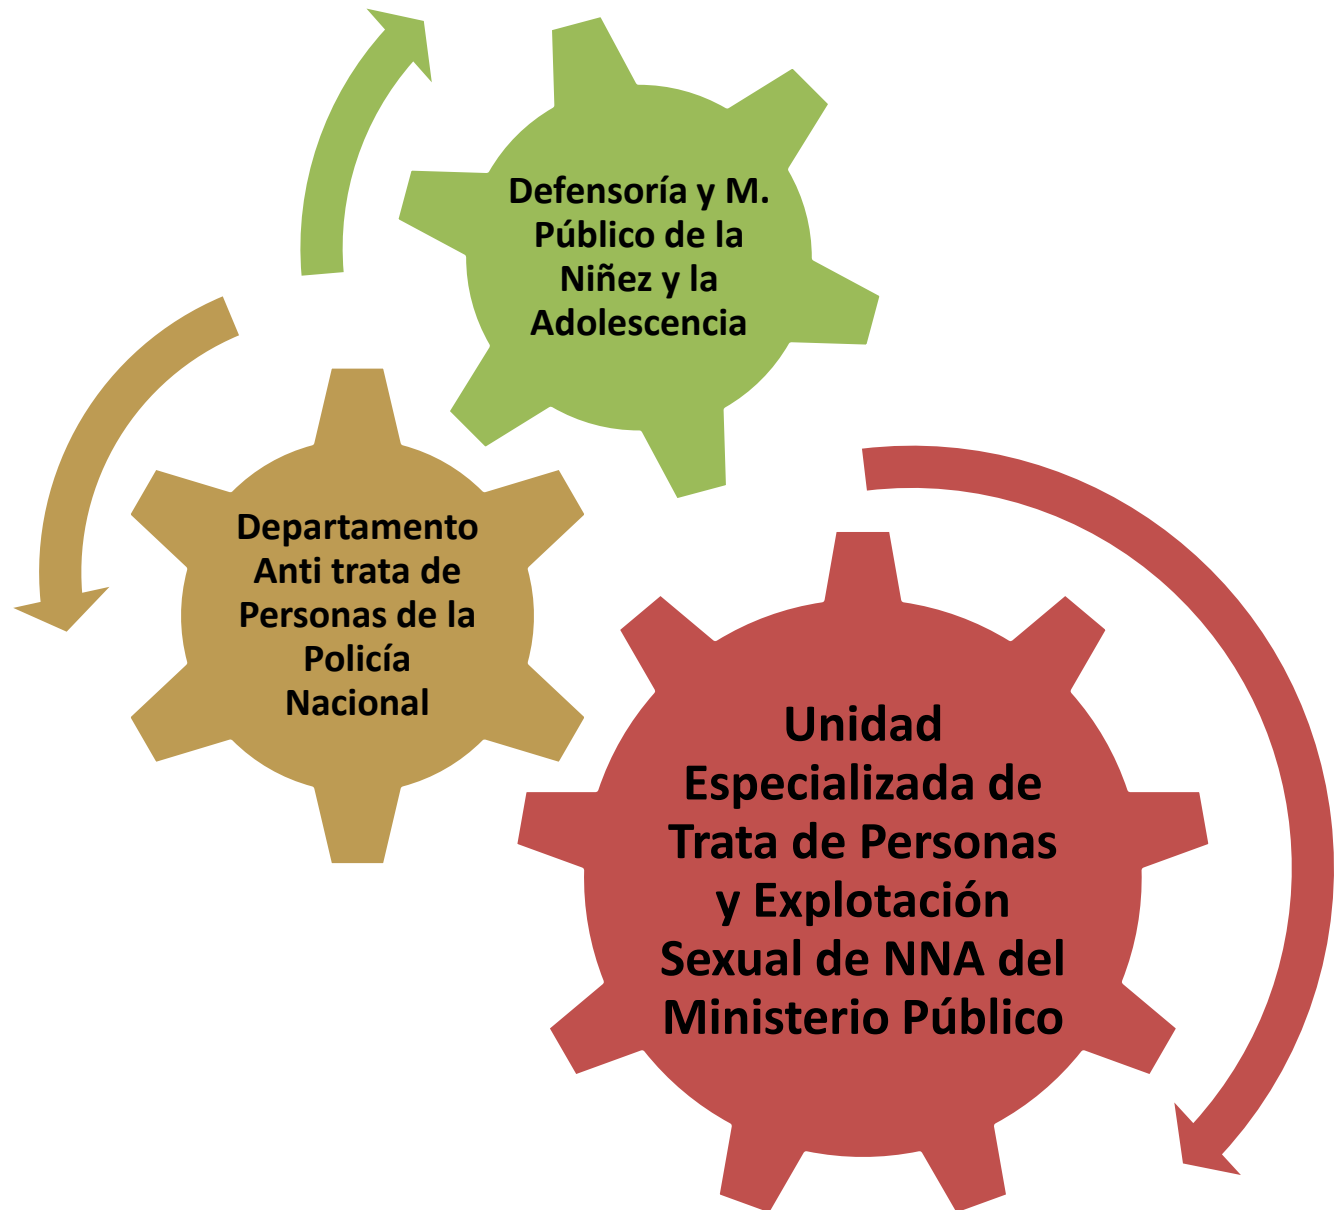 Defensoría y M.
Público de la
Niñez y la
Adolescencia
Departamento
Anti trata de
Personas de la
Policía
Nacional
Unidad
Especializada de
Trata de Personas
y Explotación
Sexual de NNA del
Ministerio Público